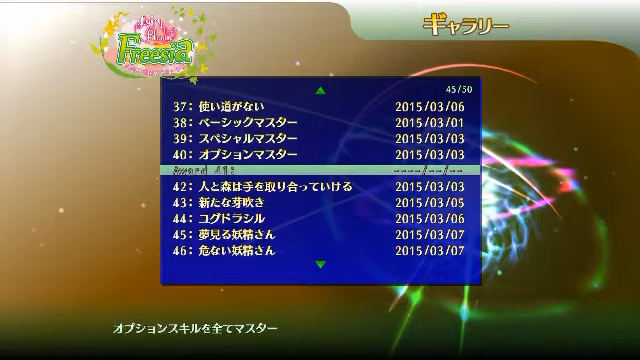 Fairy Bloom
Freesia
ギャラリー
45/50
37: 使い道がない 2015/03/06
38: ベーシックマスター 2015/03/01
39: スペシャルマスター 2015/03/03
40: オプションマスター 2015/03/03
Award 41: ----/--/--
42: 人と森は手を取り合っていける 2015/03/03
43: 新たな芽吹き 2015/03/05
44: ユグドラシル 2015/03/06
45: 夢見る妖精さん 2015/03/07
46: 危ない妖精さん 2015/03/07
オプションスキルを全てマスター